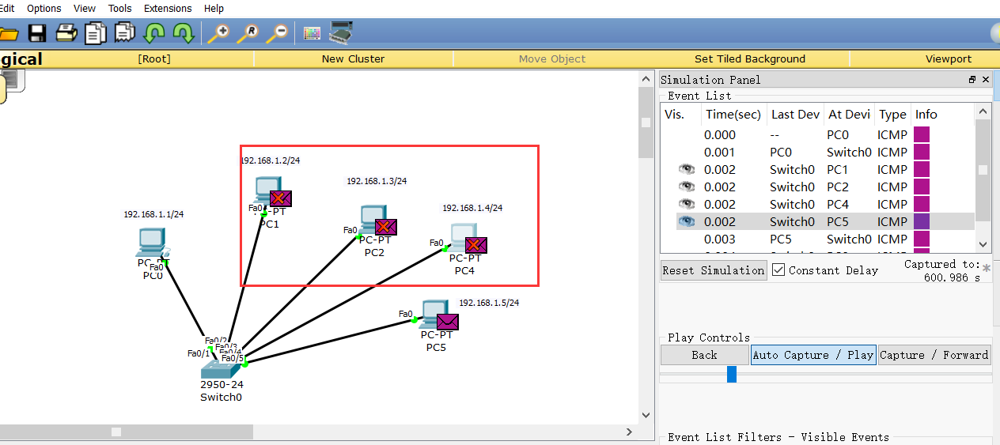 Edit Options View Tools Extensions Help
gical [Root] New Cluster Move Object Set Tiled Background Viewport
Simulation Panel
Event List
Vis. Time(sec) Last Dev At Devi Type Info
0.000 -- PC0 ICMP
0.001 PC0 Switch0 ICMP
0.002 Switch0 PC1 ICMP
0.002 Switch0 PC2 ICMP
0.002 Switch0 PC4 ICMP
0.002 Switch0 PC5 ICMP
0.003 PC5 Switch0 ICMP
Reset Simulation Constant Delay Captured to:
600.986 s
Play Controls
Back Auto Capture / Play Capture / Forward
Event List Filters - Visible Events
192.168.1.2/24
Fa0
C-PT
PC1
192.168.1.3/24
Fa0
PC-PT
PC2
192.168.1.4/24
Fa0
PC-PT
PC4
192.168.1.1/24
PC-PT
Fa0
PC0
192.168.1.5/24
Fa0
PC-PT
PC5
Fa0/2
Fa0/3
Fa0/1
Fa0/4
Fa0/5
2950-24
Switch0